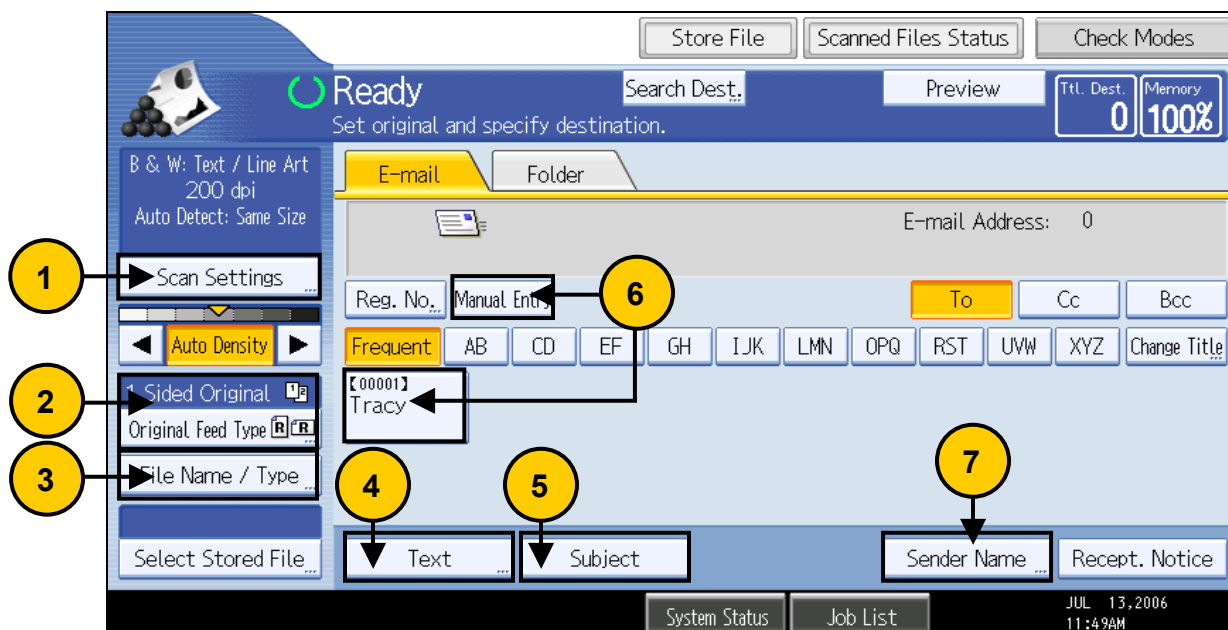 Store File Scanned Files Status Check Modes
Ready Search Dest. Preview Ttl. Dest. Memory
0 100%
Set original and specify destination.
B & W: Text / Line Art
200 dpi
Auto Detect: Same Size
E-mail Folder
E-mail Address: 0
1 Scan Settings
Reg. No. Manual Entry 6 To Cc Bcc
Auto Density
Frequent AB CD EF GH IJK LMN OPQ RST UVW XYZ Change Title
2 1 Sided Original 1 2
Original Feed Type R R
【00001】
Tracy
3 File Name / Type
4 5 7
Select Stored File Text Subject Sender Name Recept. Notice
System Status Job List JUL 13,2006
11:49AM